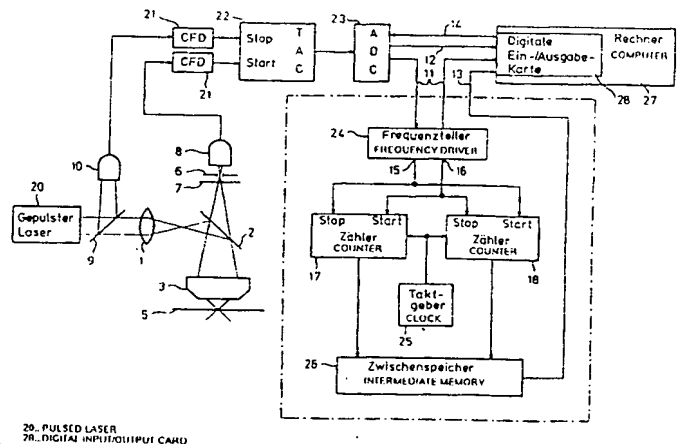 21
22
23
14
CFD
Stop
T
A
C
A
D
C
Digitale
Ein-/Ausgabe-
Karte
Rechner
COMPUTER
CFD
Start
12
11
13
28
27
21
8
24
Frequenzteiler
FREQUENCY DRIVER
10
6
7
15
16
20
Gepulster
Laser
2
Stop
Start
Zähler
COUNTER
Stop
Start
Zähler
COUNTER
9
1
17
18
3
Takt-
geber
CLOCK
5
25
26
Zwischenspeicher
INTERMEDIATE MEMORY
20.. PULSED LASER
28.. DIGITAL INPUT/OUTPUT CARD